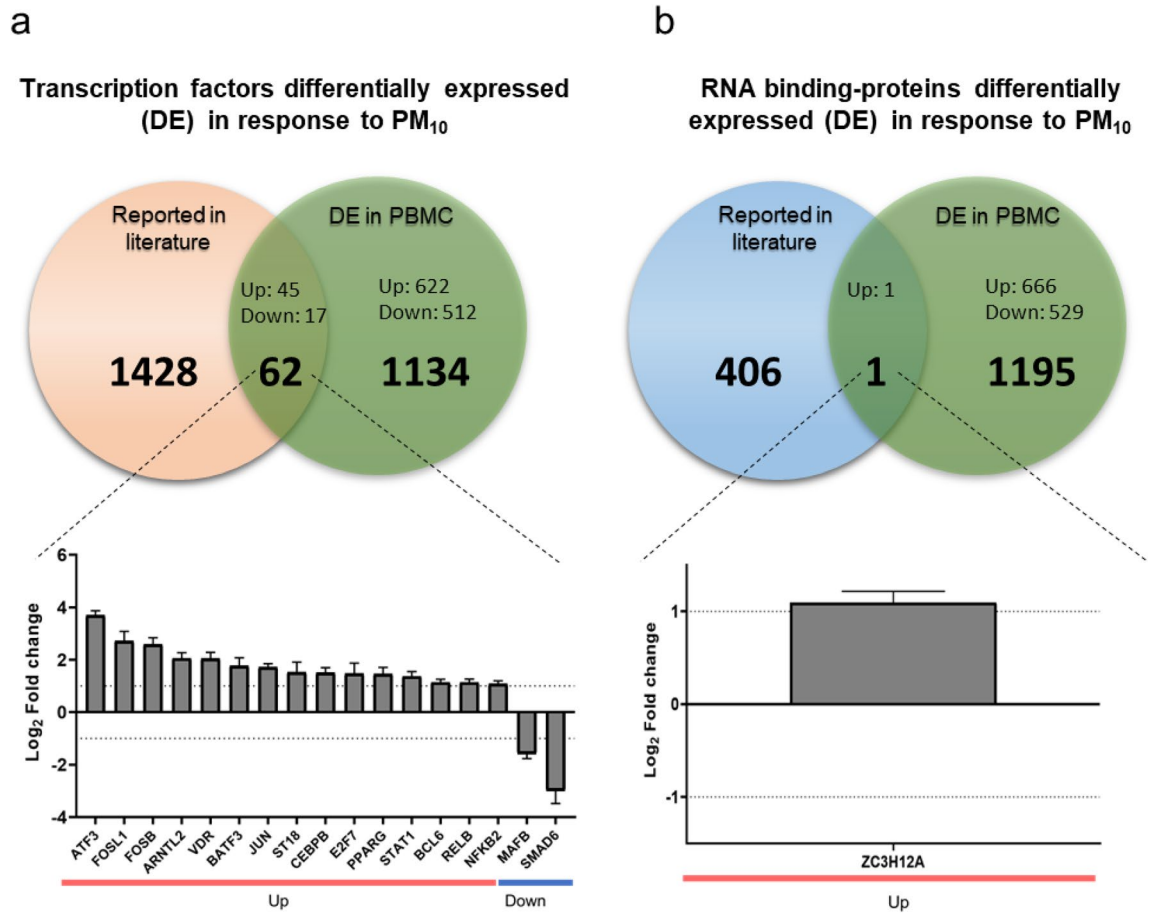 a
Transcription factors differentially expressed
(DE) in response to PM₁₀
Reported in
literature
DE in PBMC
Up: 45
Down: 17
Up: 622
Down: 512
1428
62
1134
6
4
2
0
-2
-4
Log₂ Fold change
ATF3
FOSL1
FOSB
ARNTL2
VDR
BATF3
JUN
ST18
CEBPB
E2F7
PPARG
STAT1
BCL6
RELB
NFKB2
MAFB
SMAD6
Up
Down
b
RNA binding-proteins differentially
expressed (DE) in response to PM₁₀
Reported in
literature
DE in PBMC
Up: 1
Up: 666
Down: 529
406
1
1195
1
0
-1
Log₂ Fold change
ZC3H12A
Up